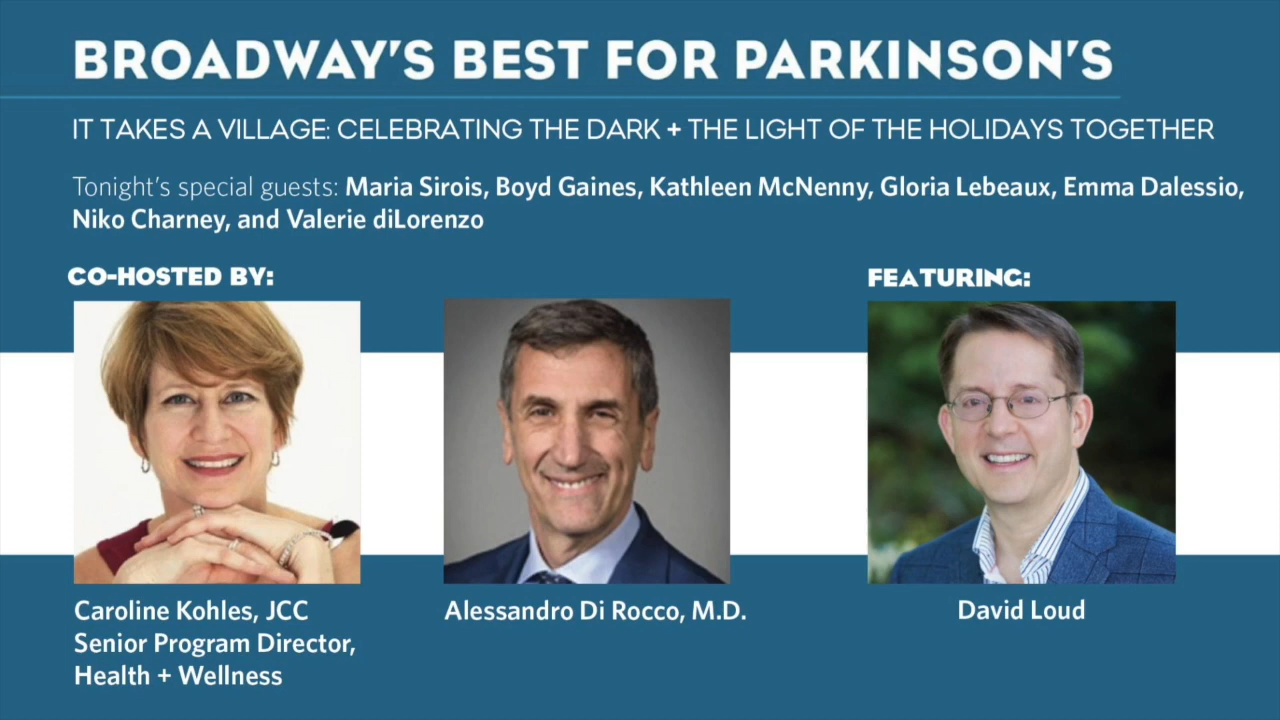 BROADWAY'S BEST FOR PARKINSON'S
IT TAKES A VILLAGE: CELEBRATING THE DARK + THE LIGHT OF THE HOLIDAYS TOGETHER
Tonight's special guests: Maria Sirois, Boyd Gaines, Kathleen McNenny, Gloria Lebeaux, Emma Dalessio,
Niko Charney, and Valerie diLorenzo
CO-HOSTED BY:
FEATURING:
Caroline Kohles, JCC
Senior Program Director,
Health + Wellness
Alessandro Di Rocco, M.D.
David Loud